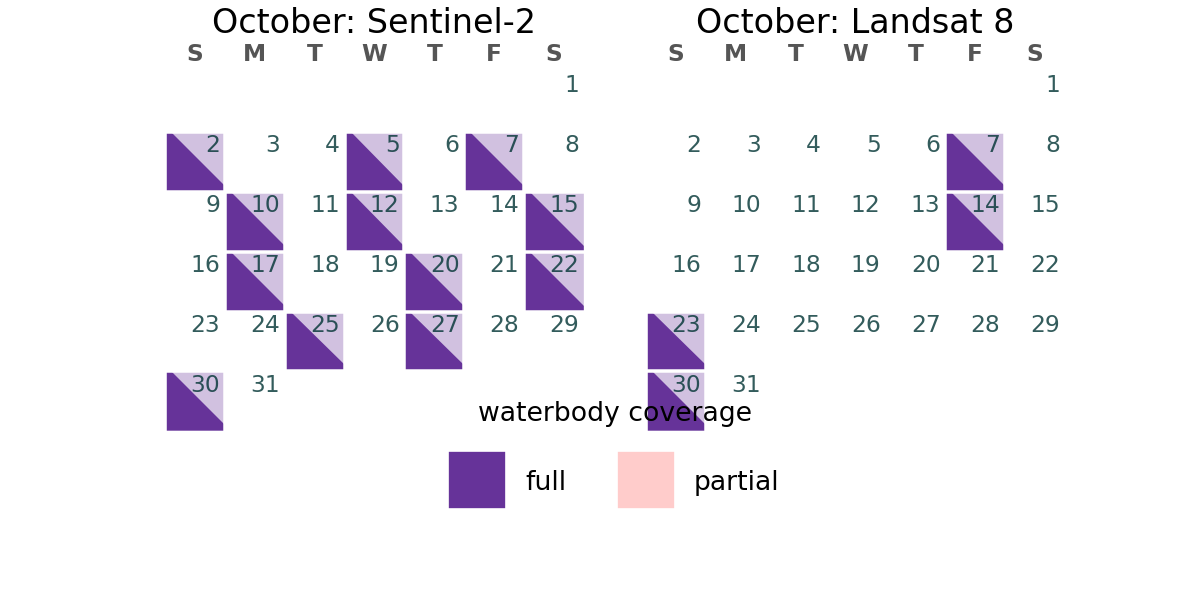 October: Sentinel-2
S M T W T F S
1
2 3 4 5 6 7 8
9 10 11 12 13 14 15
16 17 18 19 20 21 22
23 24 25 26 27 28 29
30 31
October: Landsat 8
S M T W T F S
1
2 3 4 5 6 7 8
9 10 11 12 13 14 15
16 17 18 19 20 21 22
23 24 25 26 27 28 29
30 31
waterbody coverage
full partial